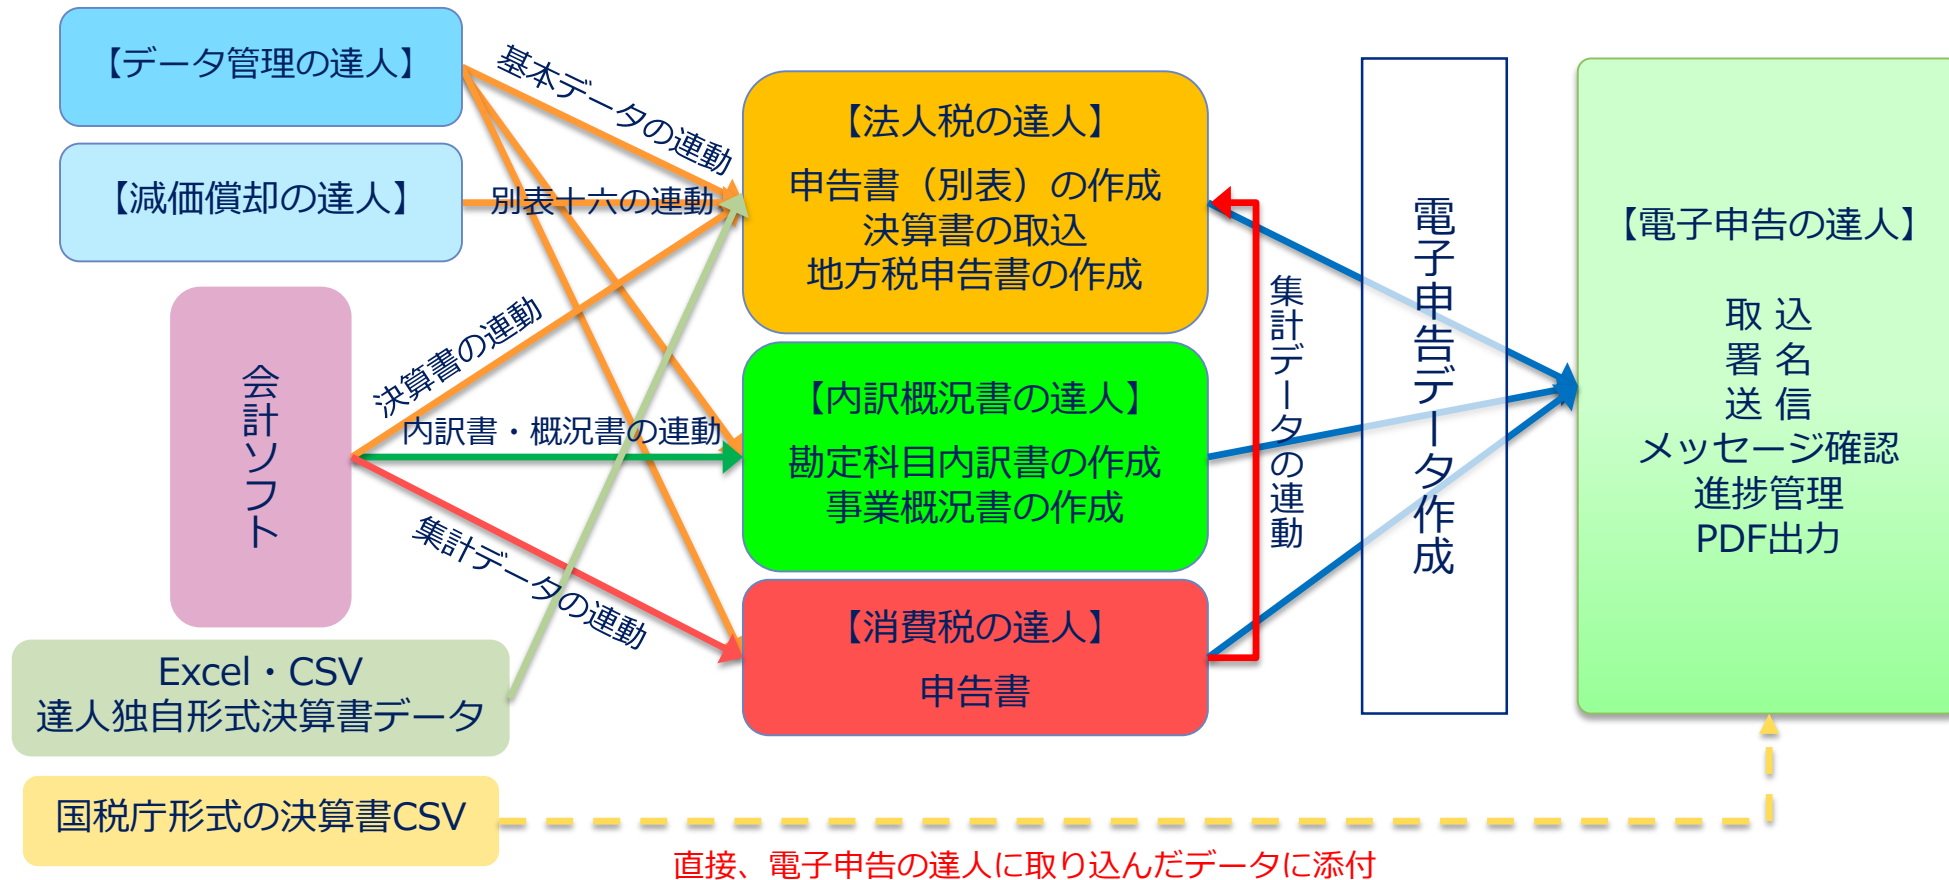 【データ管理の達人】
【減価償却の達人】
会計ソフト
Excel・CSV
達人独自形式決算書データ
国税庁形式の決算書CSV
基本データの連動
別表十六の連動
決算書の連動
内訳書・概況書の連動
集計データの連動
【法人税の達人】
申告書（別表）の作成
決算書の取込
地方税申告書の作成
【内訳概況書の達人】
勘定科目内訳書の作成
事業概況書の作成
【消費税の達人】
申告書
集計データの連動
電子申告データ作成
【電子申告の達人】
取 込
署 名
送 信
メッセージ確認
進捗管理
PDF出力
直接、電子申告の達人に取り込んだデータに添付